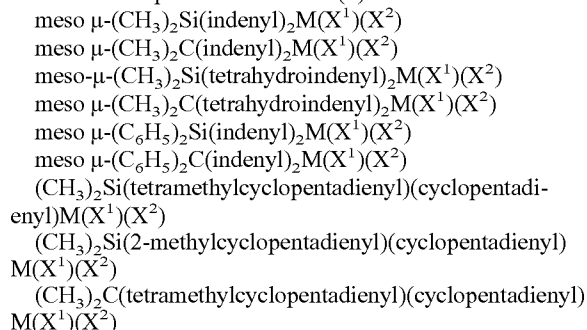 meso μ-(CH₃)₂Si(indenyl)₂M(X¹)(X²)
meso μ-(CH₃)₂C(indenyl)₂M(X¹)(X²)
meso-μ-(CH₃)₂Si(tetrahydroindenyl)₂M(X¹)(X²)
meso μ-(CH₃)₂C(tetrahydroindenyl)₂M(X¹)(X²)
meso μ-(C₆H₅)₂Si(indenyl)₂M(X¹)(X²)
meso μ-(C₆H₅)₂C(indenyl)₂M(X¹)(X²)
(CH₃)₂Si(tetramethylcyclopentadienyl)(cyclopentadi-
enyl)M(X¹)(X²)
(CH₃)₂Si(2-methylcyclopentadienyl)(cyclopentadienyl)
M(X¹)(X²)
(CH₃)₂C(tetramethylcyclopentadienyl)(cyclopentadienyl)
M(X¹)(X²)